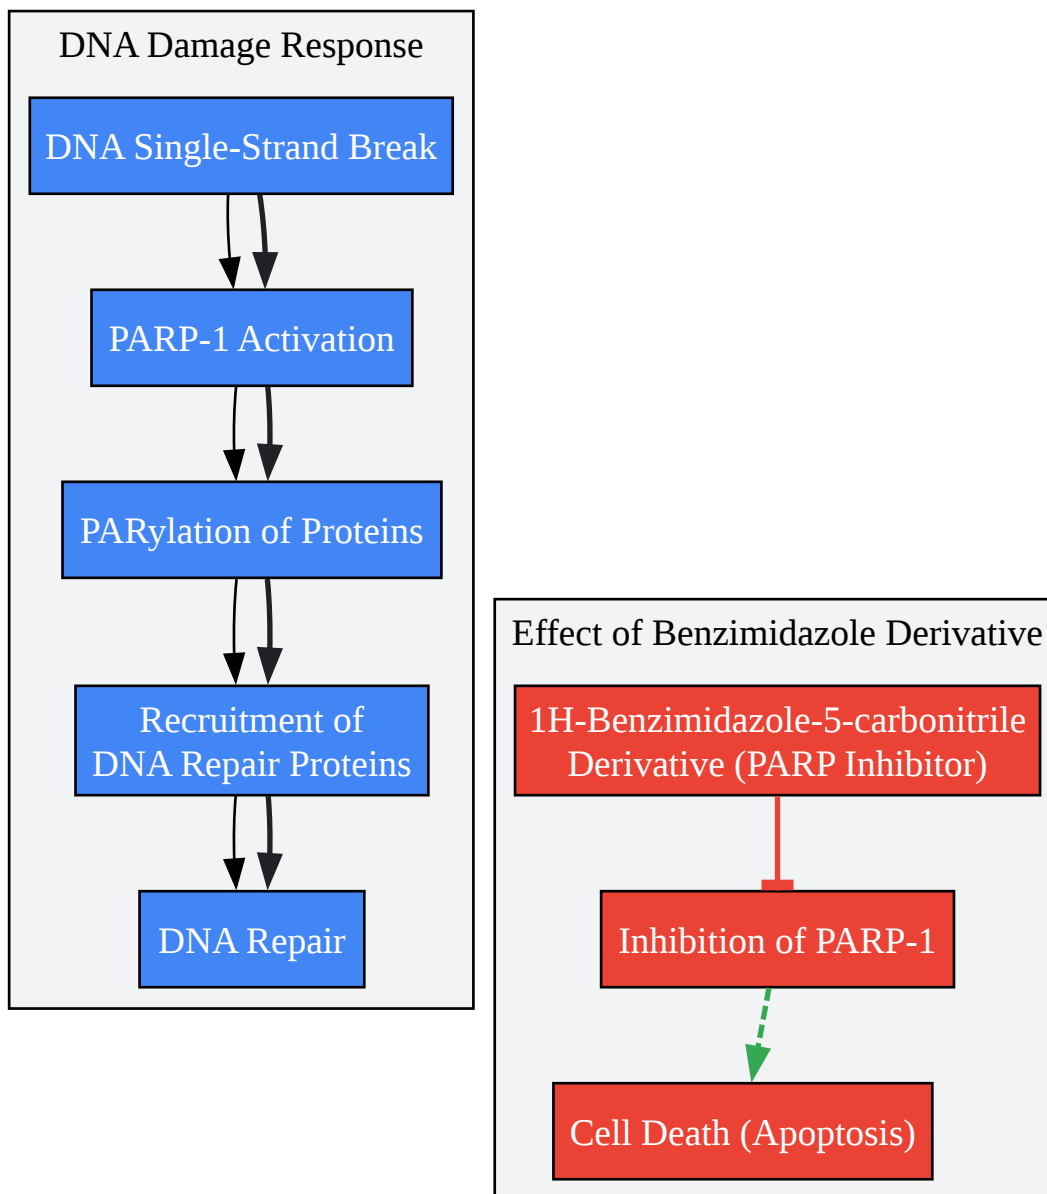 DNA Damage Response
DNA Single-Strand Break
PARP-1 Activation
PARylation of Proteins
Recruitment of
DNA Repair Proteins
DNA Repair
Effect of Benzimidazole Derivative
1H-Benzimidazole-5-carbonitrile
Derivative (PARP Inhibitor)
Inhibition of PARP-1
Cell Death (Apoptosis)